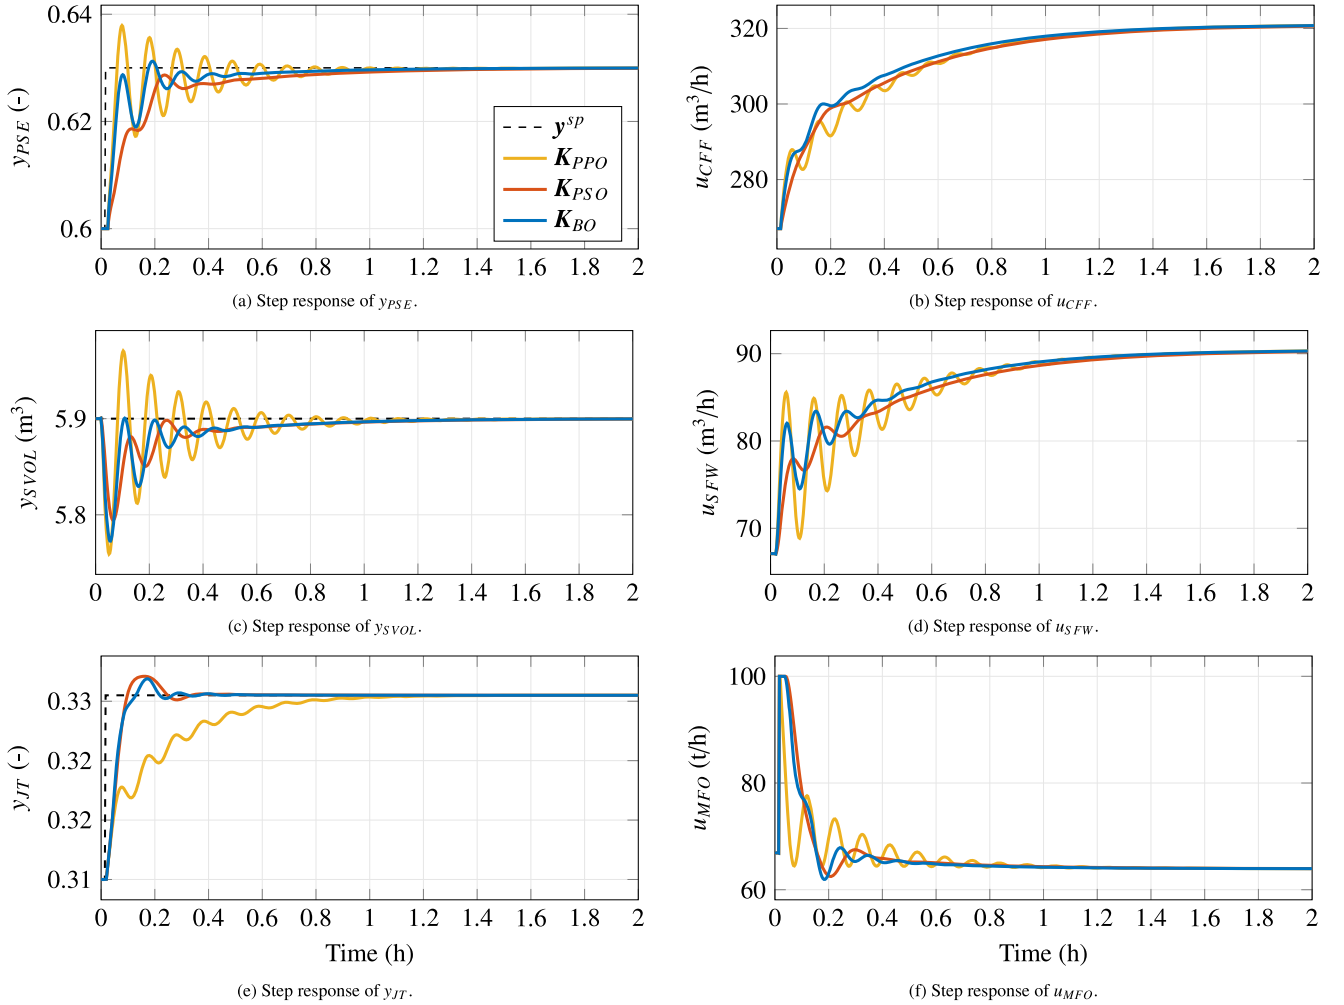 0.64
0.62
0.6
y_PSE (-)
y^sp
K_PPO
K_PSO
K_BO
0 0.2 0.4 0.6 0.8 1 1.2 1.4 1.6 1.8 2
(a) Step response of y_PSE.
320
300
280
u_CFF (m³/h)
0 0.2 0.4 0.6 0.8 1 1.2 1.4 1.6 1.8 2
(b) Step response of u_CFF.
5.9
5.8
y_SVOL (m³)
0 0.2 0.4 0.6 0.8 1 1.2 1.4 1.6 1.8 2
(c) Step response of y_SVOL.
90
80
70
u_SFW (m³/h)
0 0.2 0.4 0.6 0.8 1 1.2 1.4 1.6 1.8 2
(d) Step response of u_SFW.
0.33
0.32
0.32
0.31
y_JT (-)
0 0.2 0.4 0.6 0.8 1 1.2 1.4 1.6 1.8 2
Time (h)
(e) Step response of y_JT.
100
80
60
u_MFO (t/h)
0 0.2 0.4 0.6 0.8 1 1.2 1.4 1.6 1.8 2
Time (h)
(f) Step response of u_MFO.